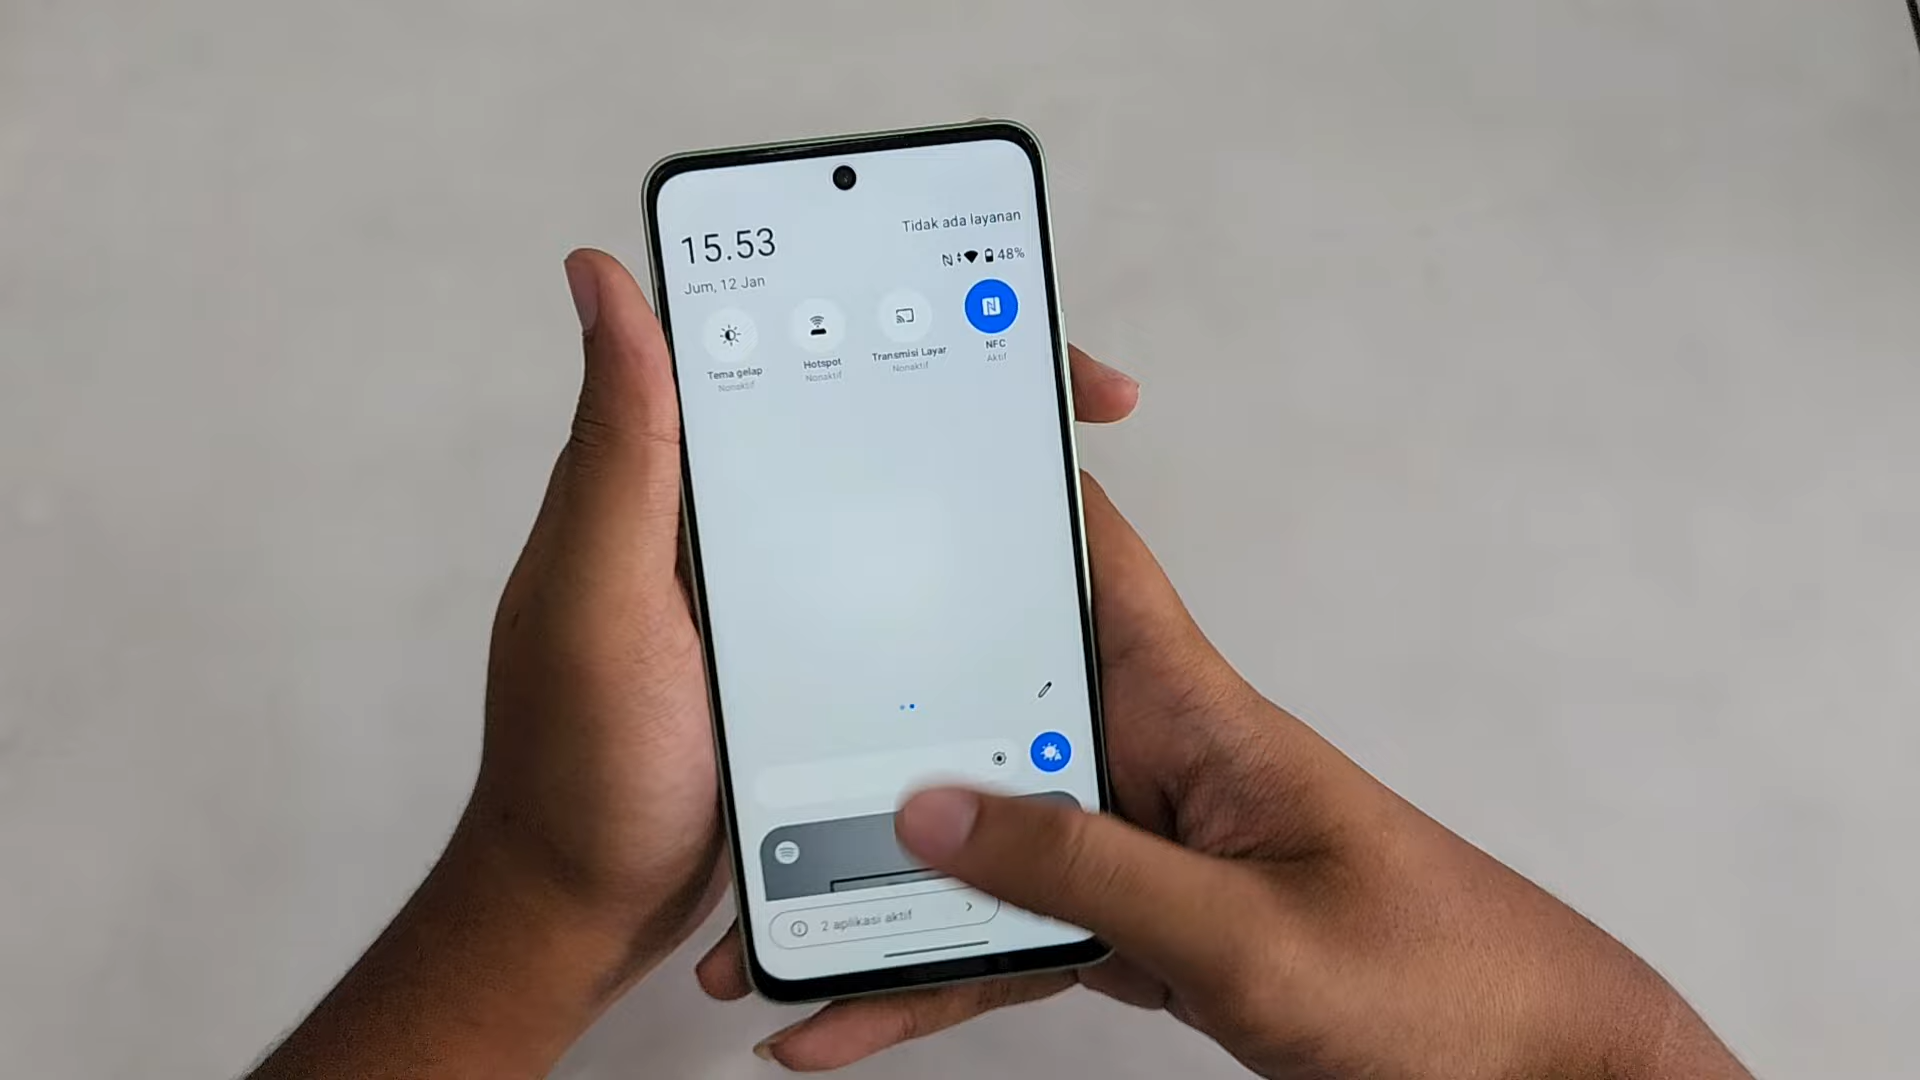 Tidak ada layanan
15.53
48%
Jum, 12 Jan
Tema gelap
Nonaktif
Hotspot
Nonaktif
Transmisi Layar
Nonaktif
NFC
Aktif
2 aplikasi aktif